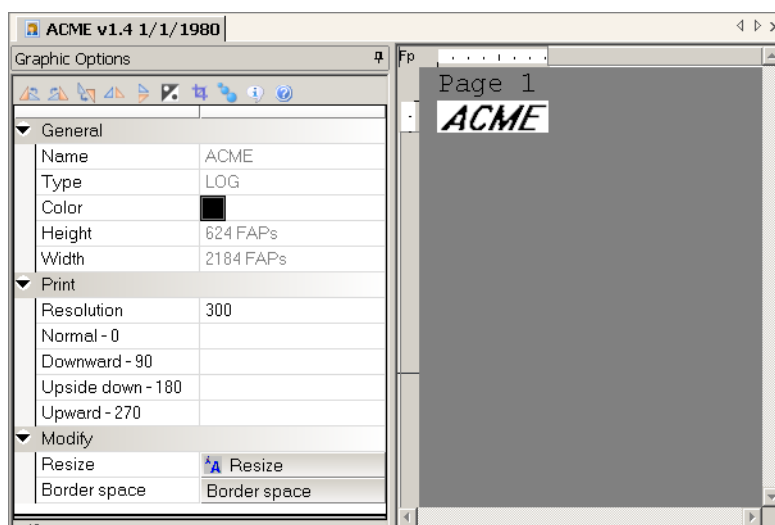 ACME v1.4 1/1/1980
Graphic Options
General
Name ACME
Type LOG
Color
Height 624 FAPs
Width 2184 FAPs
Print
Resolution 300
Normal - 0
Downward - 90
Upside down - 180
Upward - 270
Modify
Resize Resize
Border space Border space
Fp
Page 1
ACME